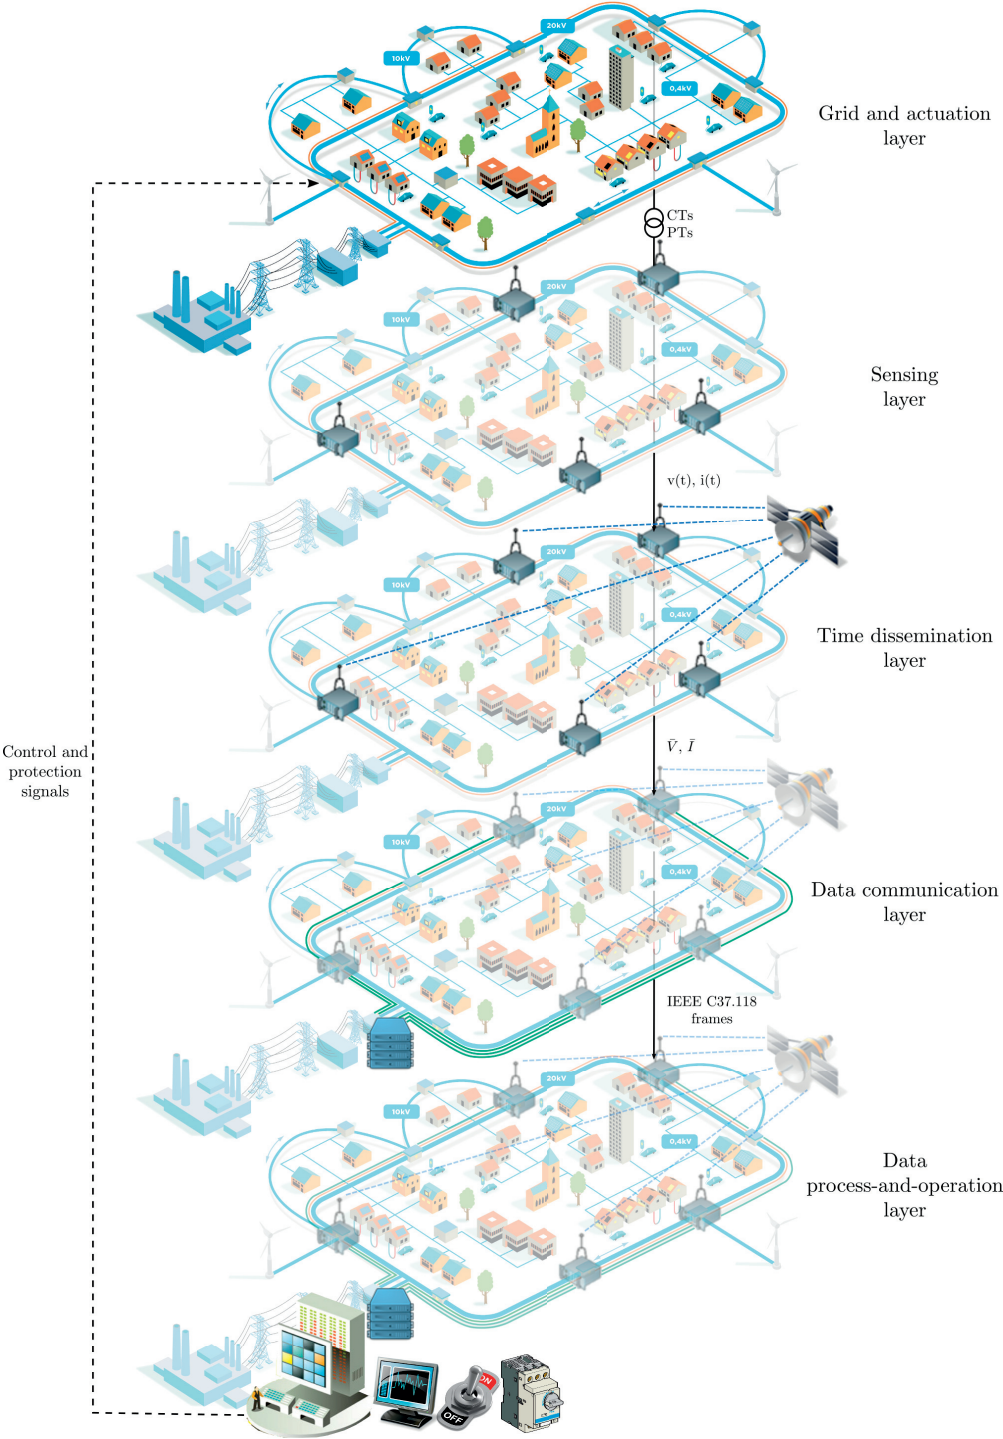 20kV
10kV
0,4kV
Grid and actuation
layer
CTs
PTs
20kV
10kV
0,4kV
Sensing
layer
v(t), i(t)
20kV
10kV
0,4kV
Time dissemination
layer
Control and
protection
signals
V̄, Ī
20kV
10kV
0,4kV
Data communication
layer
IEEE C37.118
frames
20kV
10kV
0,4kV
Data
process-and-operation
layer
ON
OFF